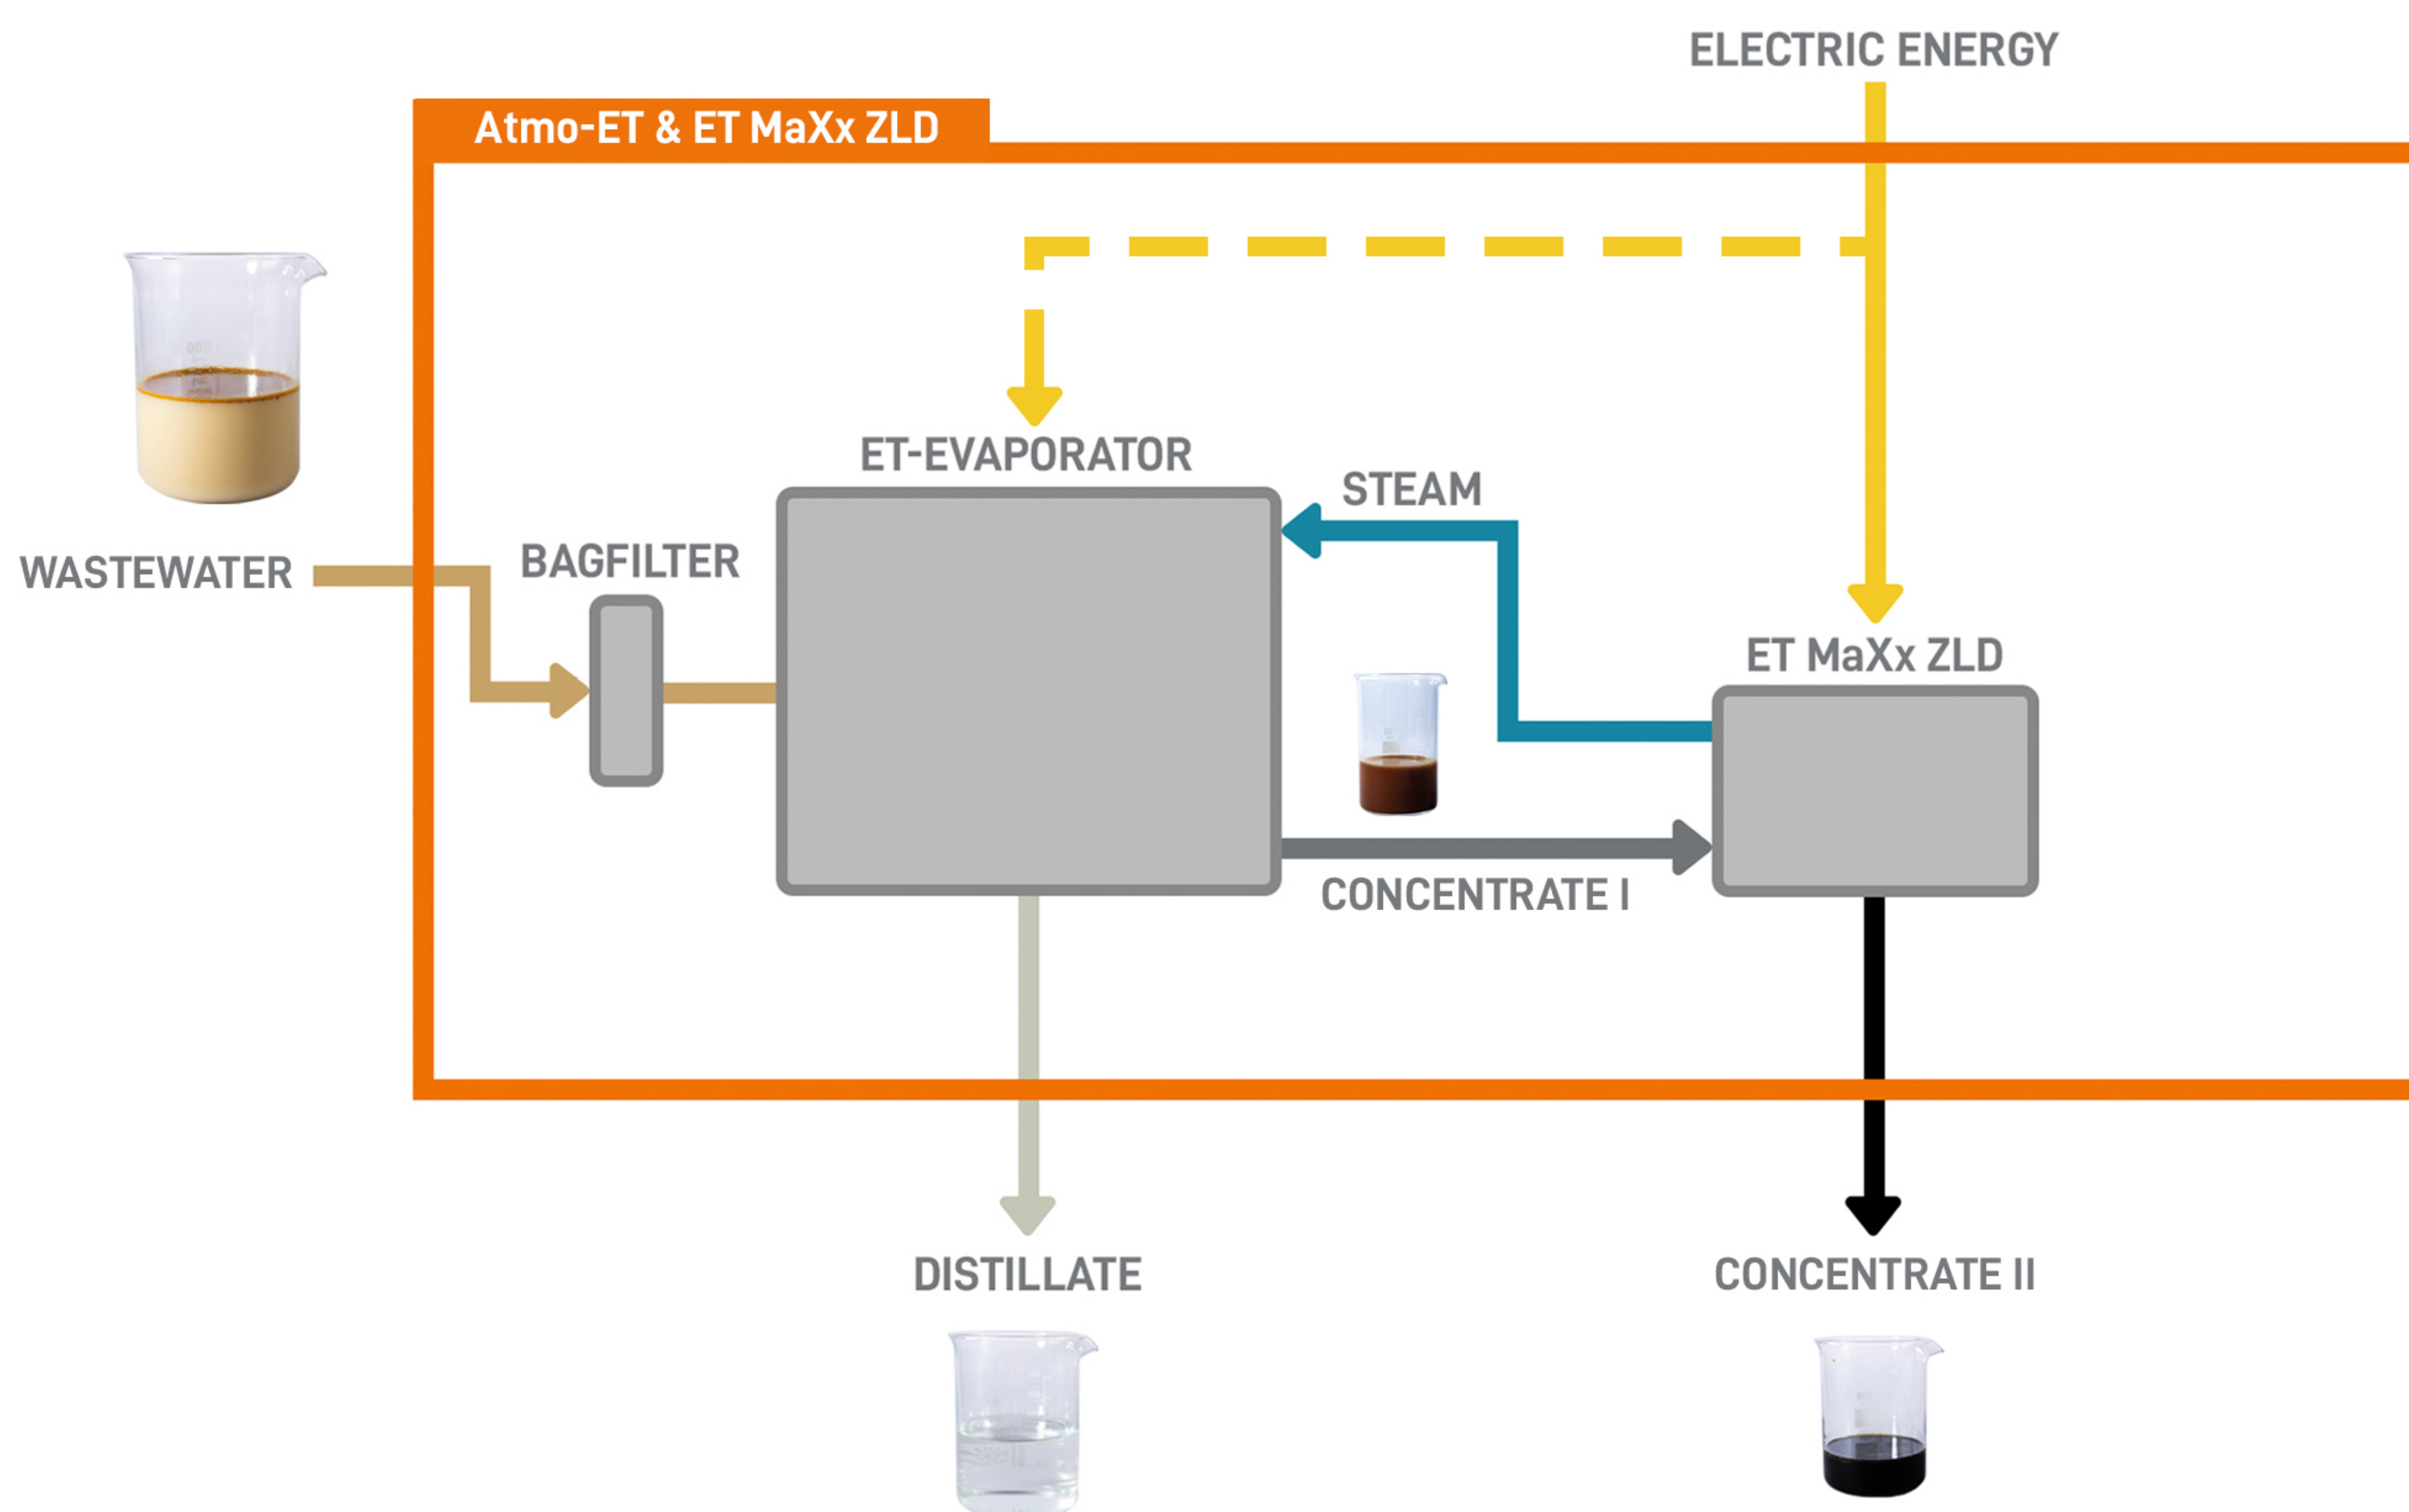 ELECTRIC ENERGY
Atmo-ET & ET MaXx ZLD
ET-EVAPORATOR
STEAM
WASTEWATER
BAGFILTER
ET MaXx ZLD
CONCENTRATE I
DISTILLATE
CONCENTRATE II